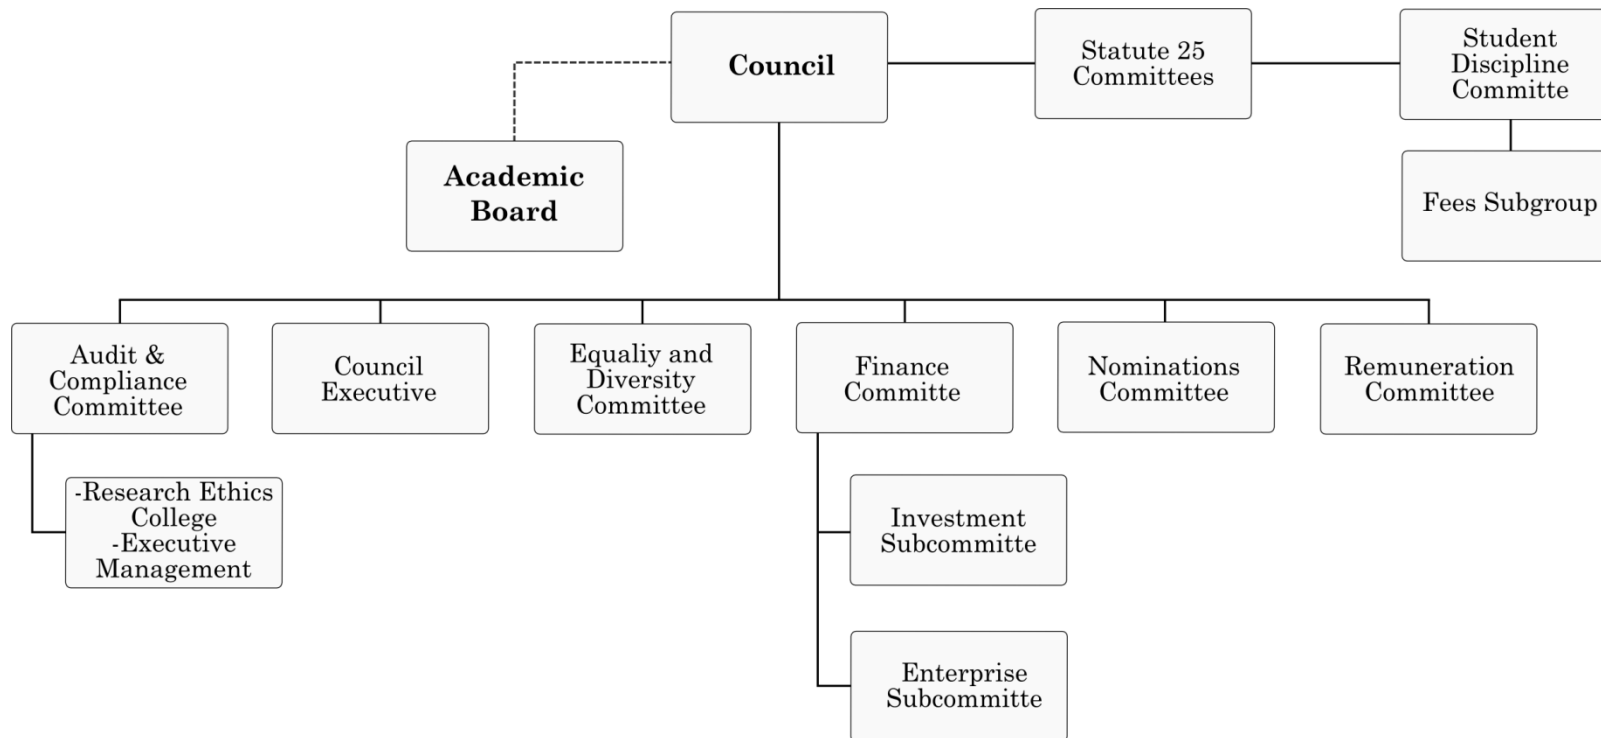 Council
Statute 25
Committees
Student
Discipline
Committe
Academic
Board
Fees Subgroup
Audit &
Compliance
Committee
Council
Executive
Equaliy and
Diversity
Committee
Finance
Committe
Nominations
Committee
Remuneration
Committee
-Research Ethics
College
-Executive
Management
Investment
Subcommitte
Enterprise
Subcommitte